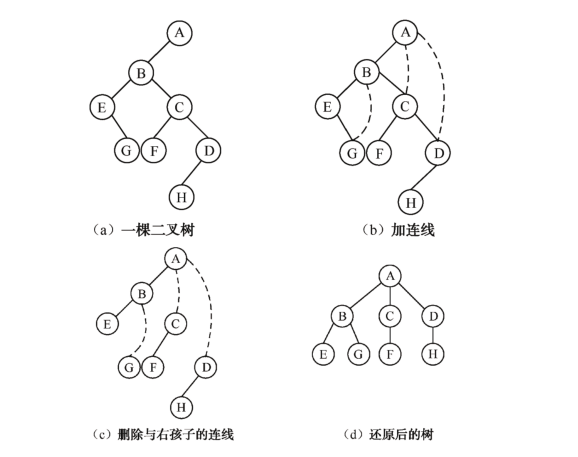 A A
B B
E C E C
G F D G F D
H H
（a）一棵二叉树 （b）加连线
A A
B B C D
E C E G F H
G F D
H
（c）删除与右孩子的连线 （d）还原后的树